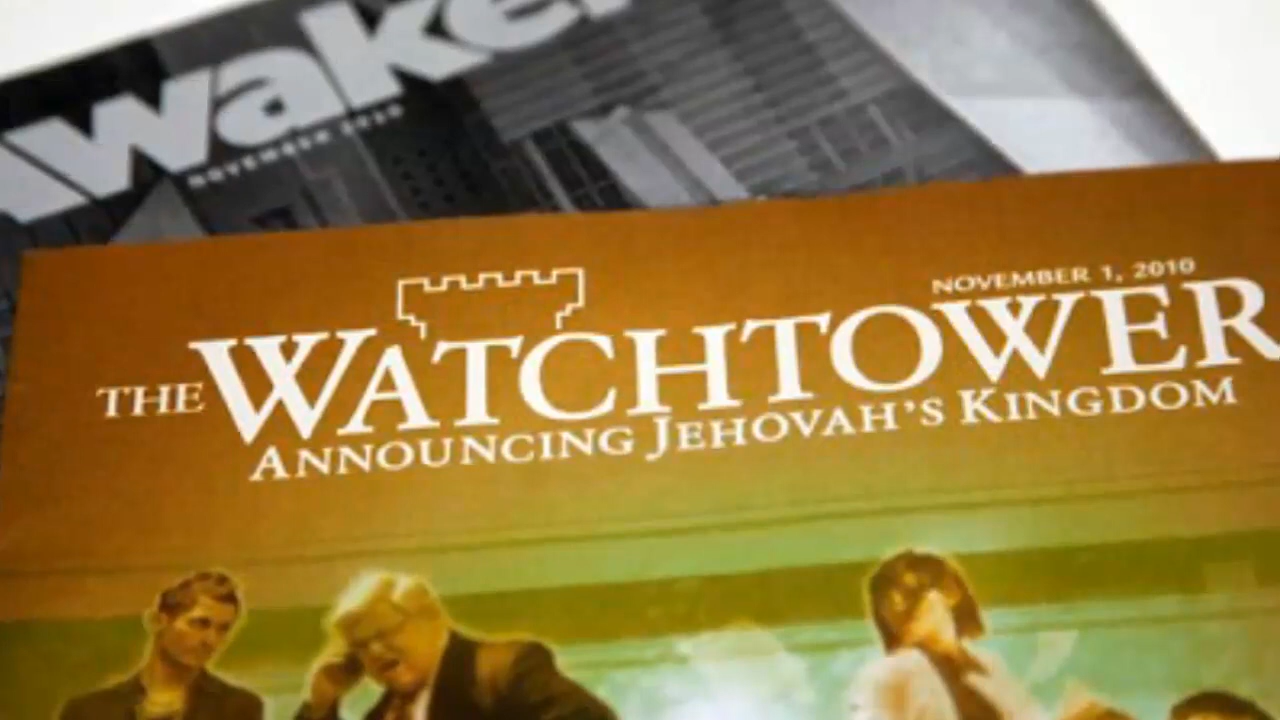 wake
NOVEMBER 2010
NOVEMBER 1, 2010
THE WATCHTOWER
ANNOUNCING JEHOVAH'S KINGDOM